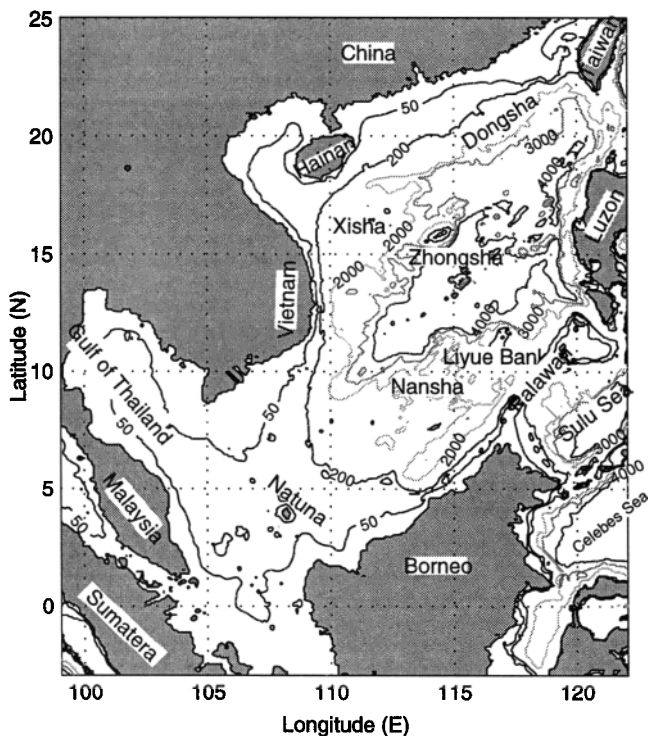 25
20
15
10
5
0
Latitude (N)
100
105
110
115
120
Longitude (E)
China
Taiwan
50
Hainan
200
Dongsha
3000
4000
Luzon
Xisha
2000
Zhongsha
2000
Vietnam
4000
Liyue Bank
Palawan
Nansha
Sulu Sea
Gulf of Thailand
50
50
200
2000
3000
4000
Malaysia
50
Natuna
50
Celebes Sea
Borneo
Sumatera